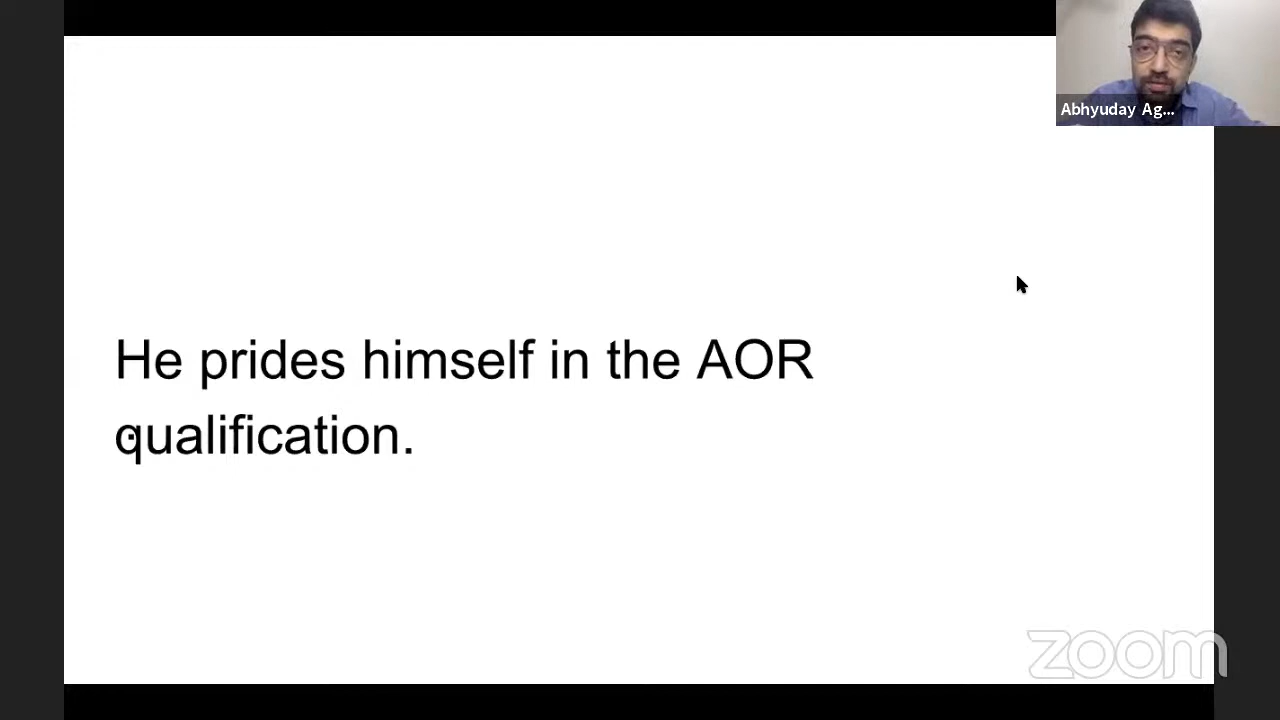 Abhyuday Ag...
He prides himself in the AOR
qualification.
zoom